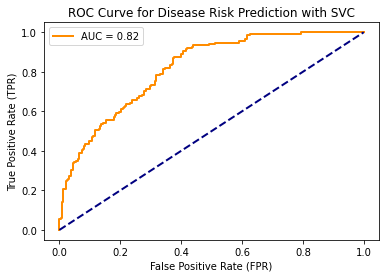 ROC Curve for Disease Risk Prediction with SVC
AUC = 0.82
True Positive Rate (TPR)
1.0
0.8
0.6
0.4
0.2
0.0
0.0 0.2 0.4 0.6 0.8 1.0
False Positive Rate (FPR)